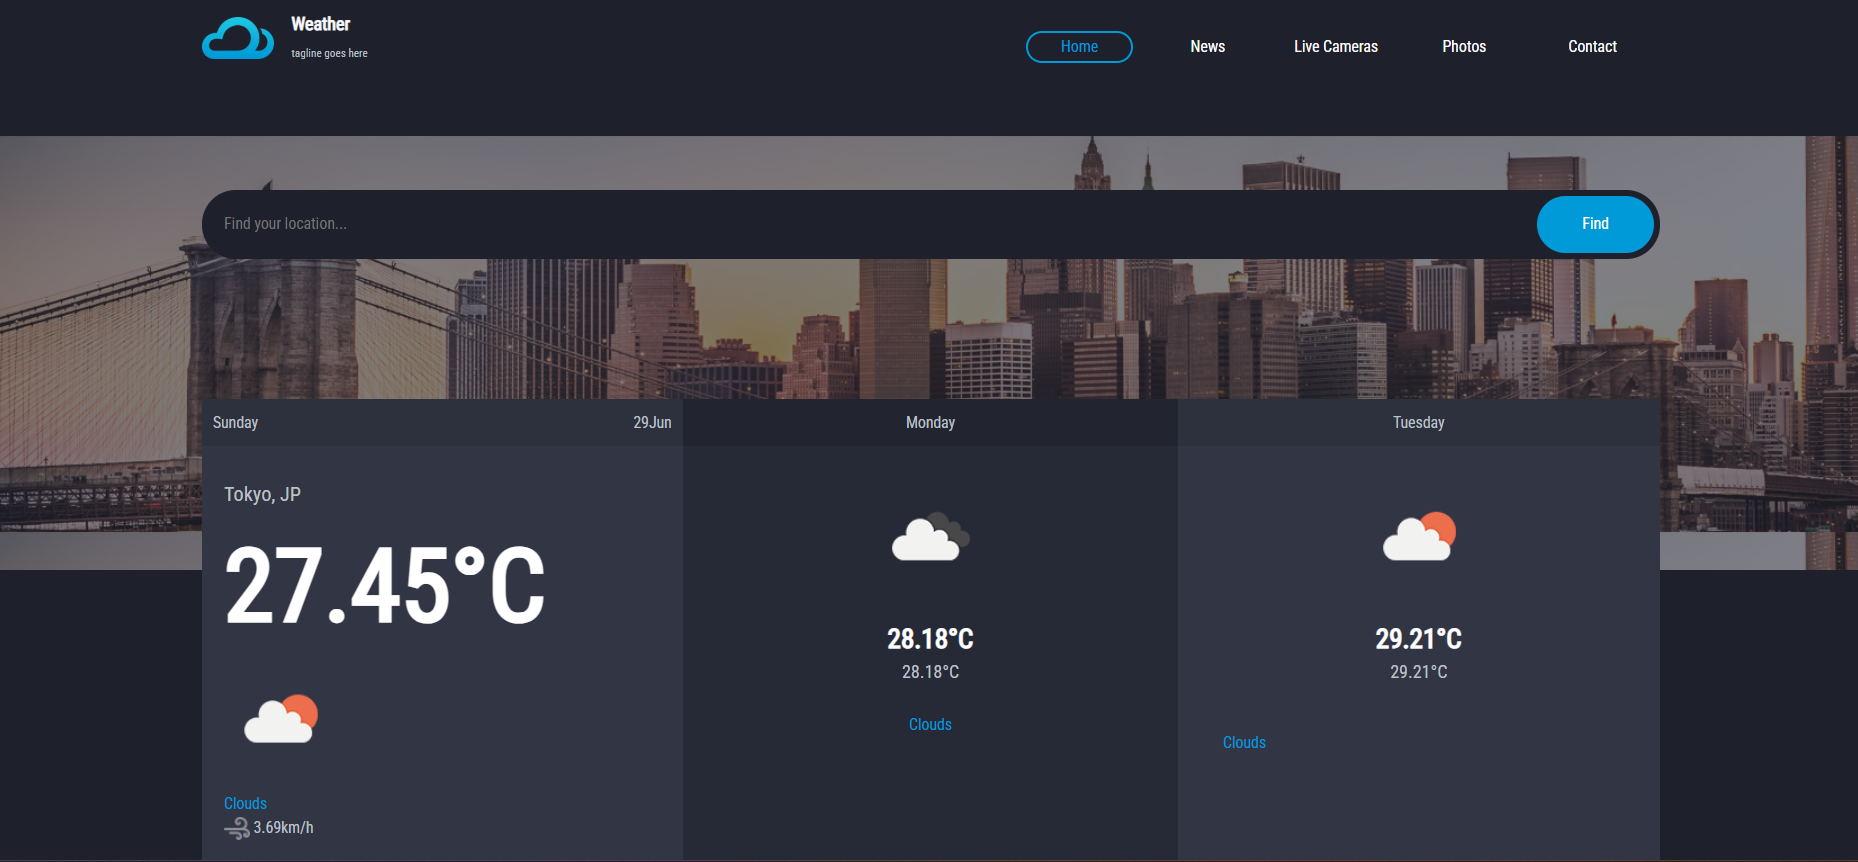 Weather
tagline goes here
Home
News
Live Cameras
Photos
Contact
Find your location...
Find
Sunday
29Jun
Tokyo, JP
27.45°C
Clouds
3.69km/h
Monday
28.18°C
28.18°C
Clouds
Tuesday
29.21°C
29.21°C
Clouds